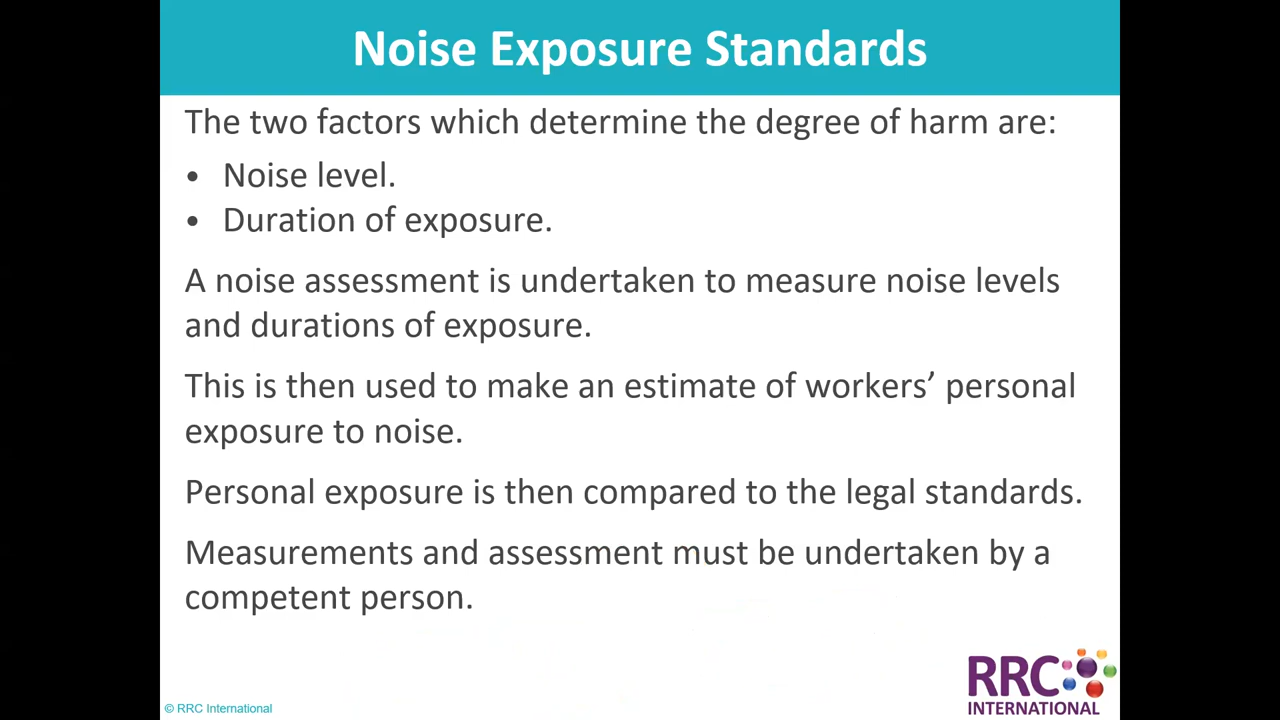 Noise Exposure Standards
The two factors which determine the degree of harm are:
• Noise level.
• Duration of exposure.
A noise assessment is undertaken to measure noise levels
and durations of exposure.
This is then used to make an estimate of workers’ personal
exposure to noise.
Personal exposure is then compared to the legal standards.
Measurements and assessment must be undertaken by a
competent person.
RRC
INTERNATIONAL
© RRC International